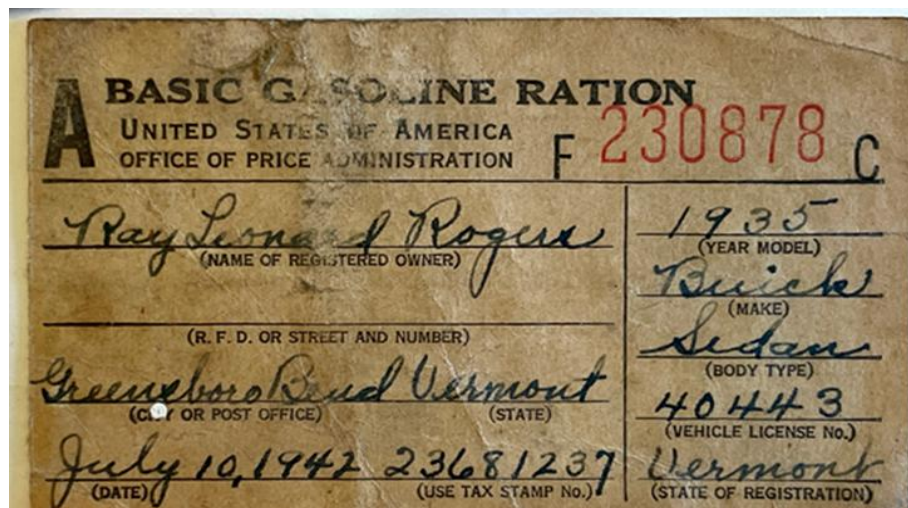 A BASIC GASOLINE RATION
UNITED STATES OF AMERICA
OFFICE OF PRICE ADMINISTRATION
F 230878 C
Ray Leonard Rogers
(NAME OF REGISTERED OWNER)
1935
(YEAR MODEL)
Buick
(MAKE)
(R. F. D. OR STREET AND NUMBER)
Sedan
(BODY TYPE)
Greensboro Bend Vermont
(CITY OR POST OFFICE) (STATE)
40443
(VEHICLE LICENSE No.)
July 10, 1942 23681237
(DATE) (USE TAX STAMP No.)
Vermont
(STATE OF REGISTRATION)